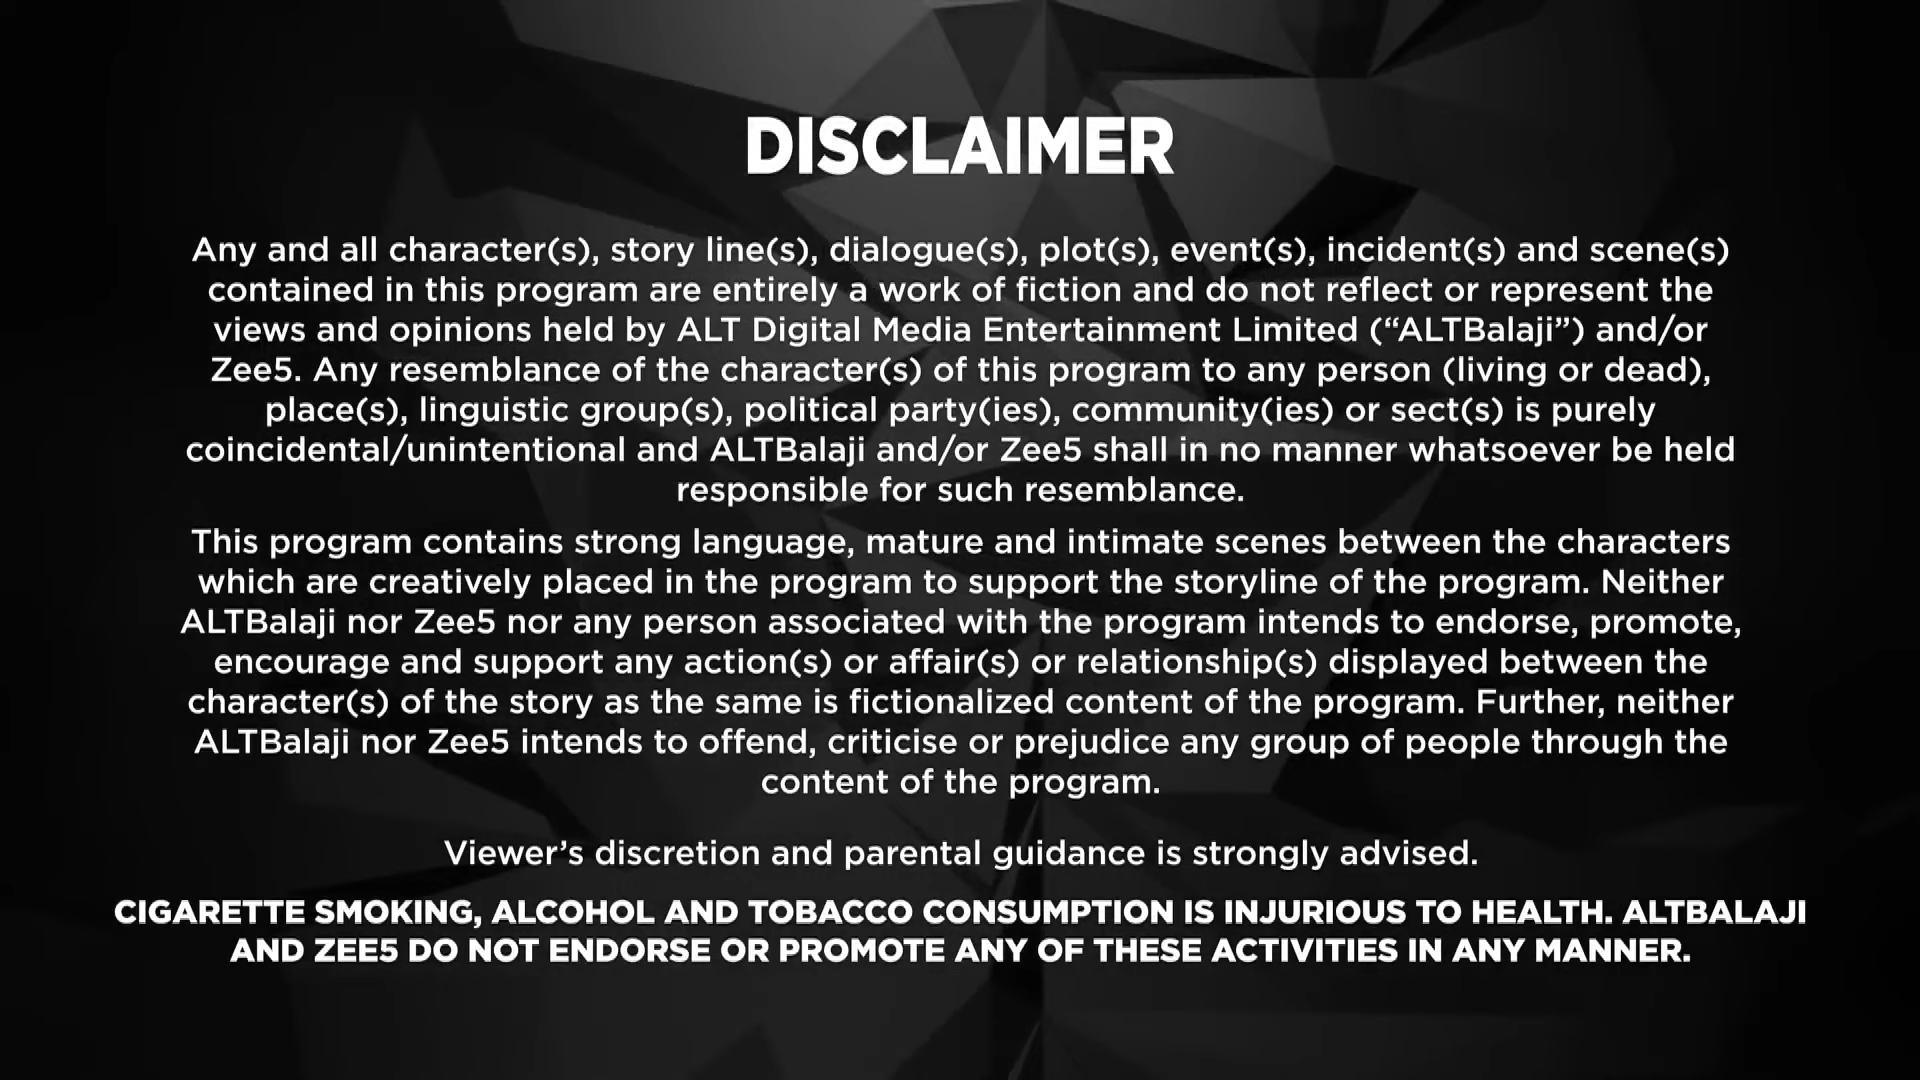 DISCLAIMER
Any and all character(s), story line(s), dialogue(s), plot(s), event(s), incident(s) and scene(s)
contained in this program are entirely a work of fiction and do not reflect or represent the
views and opinions held by ALT Digital Media Entertainment Limited (“ALTBalaji”) and/or
Zee5. Any resemblance of the character(s) of this program to any person (living or dead),
place(s), linguistic group(s), political party(ies), community(ies) or sect(s) is purely
coincidental/unintentional and ALTBalaji and/or Zee5 shall in no manner whatsoever be held
responsible for such resemblance.
This program contains strong language, mature and intimate scenes between the characters
which are creatively placed in the program to support the storyline of the program. Neither
ALTBalaji nor Zee5 nor any person associated with the program intends to endorse, promote,
encourage and support any action(s) or affair(s) or relationship(s) displayed between the
character(s) of the story as the same is fictionalized content of the program. Further, neither
ALTBalaji nor Zee5 intends to offend, criticise or prejudice any group of people through the
content of the program.
Viewer’s discretion and parental guidance is strongly advised.
CIGARETTE SMOKING, ALCOHOL AND TOBACCO CONSUMPTION IS INJURIOUS TO HEALTH. ALTBALAJI
AND ZEE5 DO NOT ENDORSE OR PROMOTE ANY OF THESE ACTIVITIES IN ANY MANNER.